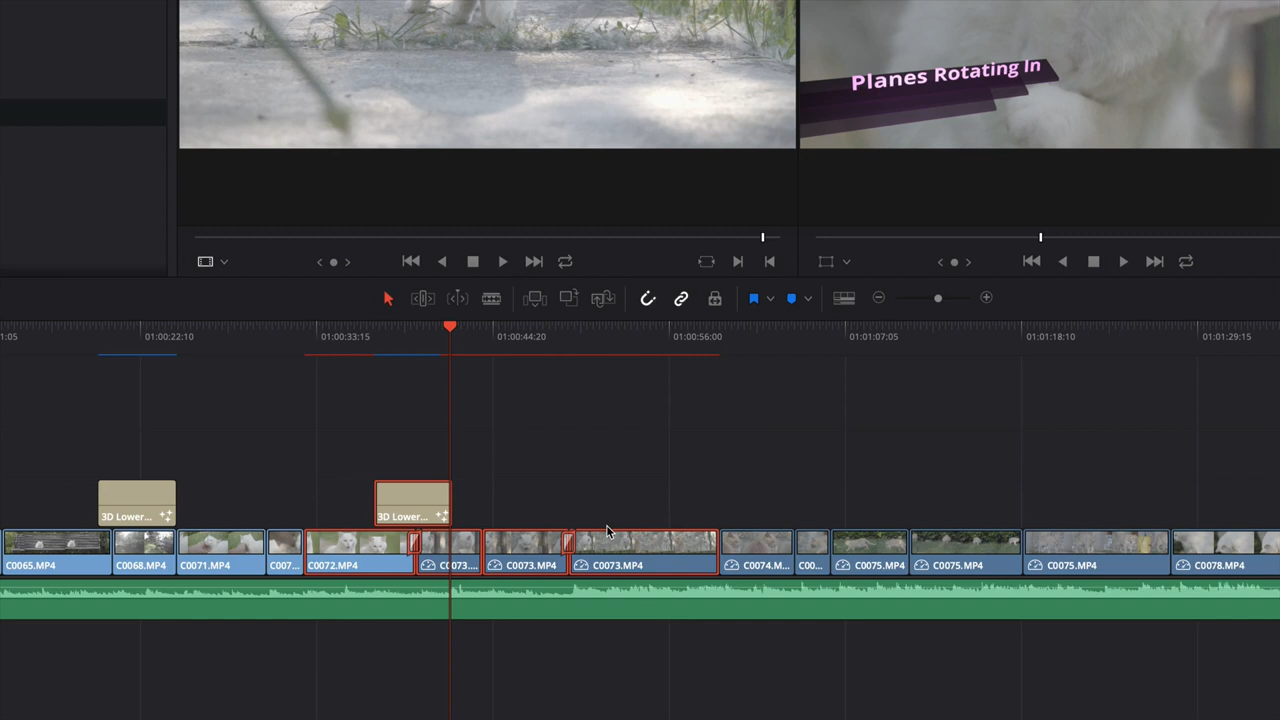 Planes Rotating In
1:05
01:00:22:10
01:00:33:15
01:00:44:20
01:00:56:00
01:01:07:05
01:01:18:10
01:01:29:15
3D Lower...
3D Lower...
C0065.MP4
C0068.MP4
C0071.MP4
C007...
C0072.MP4
C0073....
C0073.MP4
C0073.MP4
C0074.M...
C00...
C0075.MP4
C0075.MP4
C0075.MP4
C0078.MP4